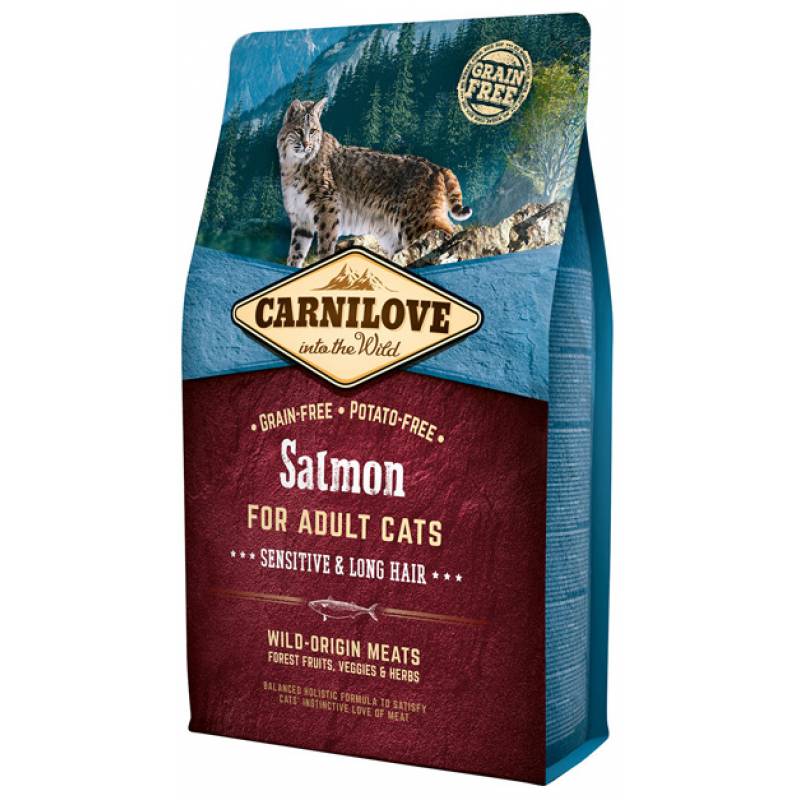 GRAIN
FREE
CARNILOVE
into the Wild
• GRAIN-FREE • POTATO-FREE •
Salmon
FOR ADULT CATS
*** SENSITIVE & LONG HAIR ***
WILD-ORIGIN MEATS
FOREST FRUITS, VEGGIES & HERBS
BALANCED HOLISTIC FORMULA TO SATISFY
CATS' INSTINCTIVE LOVE OF MEAT